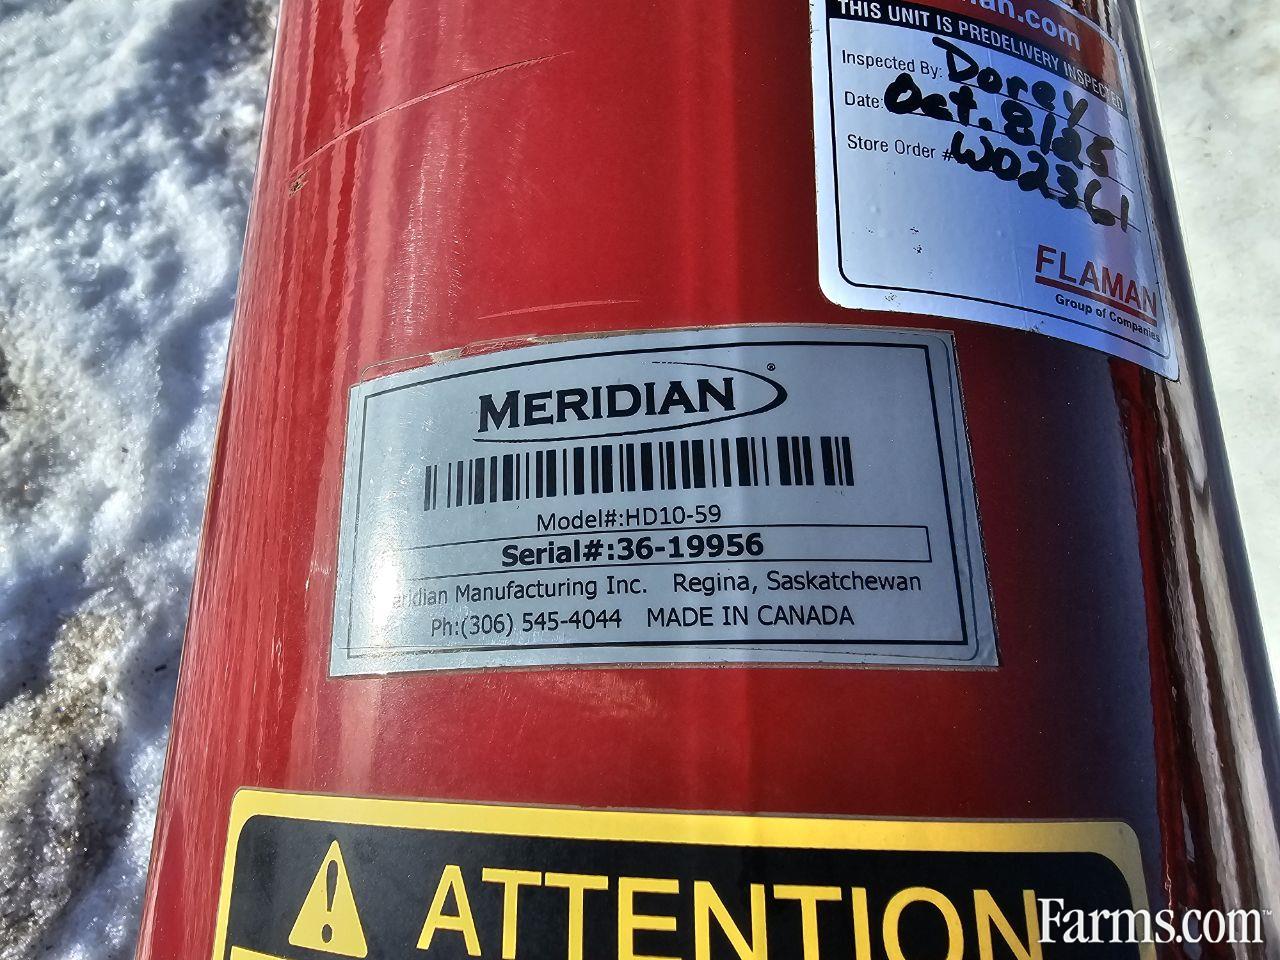 .com
THIS UNIT IS PREDELIVERY INSPECTED
Inspected By: Dorey
Date: Oct. 8/25
Store Order # W02361
FLAMAN
Group of Companies
MERIDIAN®
Model#:HD10-59
Serial#:36-19956
Manufacturing Inc. Regina, Saskatchewan
Ph:(306) 545-4044 MADE IN CANADA
ATTENTION
Farms.com™